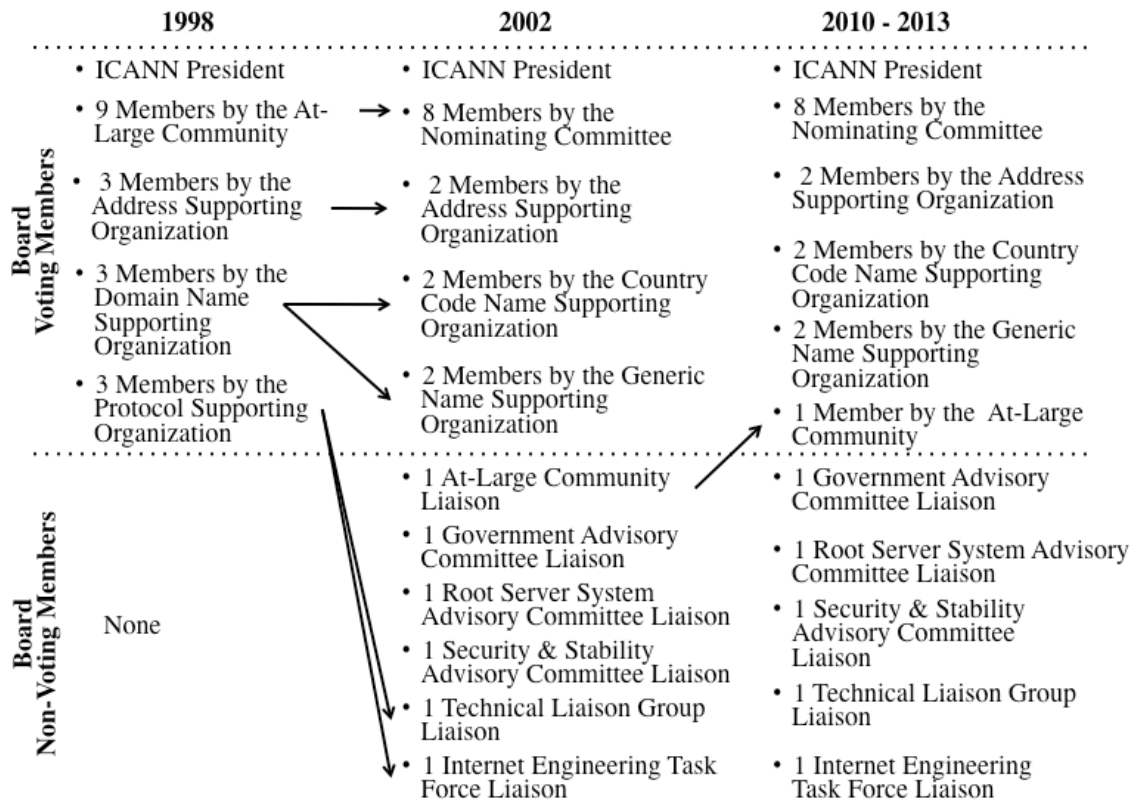 1998
2002
2010 - 2013
Board
Voting Members
• ICANN President
• 9 Members by the At-
Large Community
• 3 Members by the
Address Supporting
Organization
• 3 Members by the
Domain Name
Supporting
Organization
• 3 Members by the
Protocol Supporting
Organization
• ICANN President
• 8 Members by the
Nominating Committee
• 2 Members by the
Address Supporting
Organization
• 2 Members by the Country
Code Name Supporting
Organization
• 2 Members by the Generic
Name Supporting
Organization
• ICANN President
• 8 Members by the
Nominating Committee
• 2 Members by the Address
Supporting Organization
• 2 Members by the Country
Code Name Supporting
Organization
• 2 Members by the Generic
Name Supporting
Organization
• 1 Member by the At-Large
Community
Board
Non-Voting Members
None
• 1 At-Large Community
Liaison
• 1 Government Advisory
Committee Liaison
• 1 Root Server System
Advisory Committee Liaison
• 1 Security & Stability
Advisory Committee Liaison
• 1 Technical Liaison Group
Liaison
• 1 Internet Engineering Task
Force Liaison
• 1 Government Advisory
Committee Liaison
• 1 Root Server System Advisory
Committee Liaison
• 1 Security & Stability
Advisory Committee
Liaison
• 1 Technical Liaison Group
Liaison
• 1 Internet Engineering
Task Force Liaison